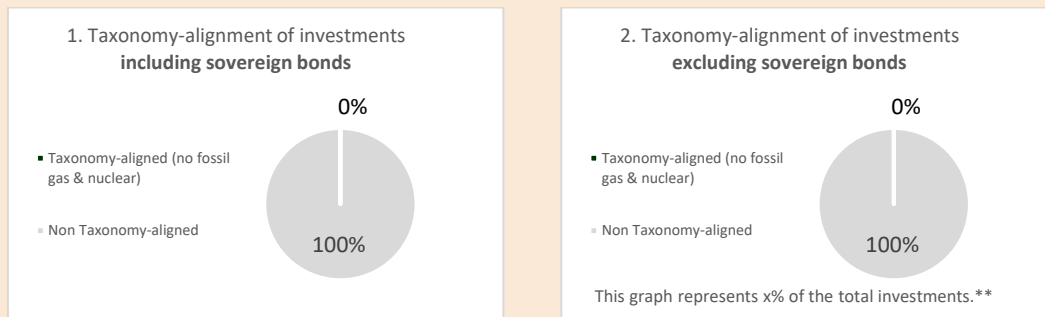 1. Taxonomy-alignment of investments
including sovereign bonds
0%
Taxonomy-aligned (no fossil
gas & nuclear)
Non Taxonomy-aligned
100%
2. Taxonomy-alignment of investments
excluding sovereign bonds
0%
Taxonomy-aligned (no fossil
gas & nuclear)
Non Taxonomy-aligned
100%
This graph represents x% of the total investments.**